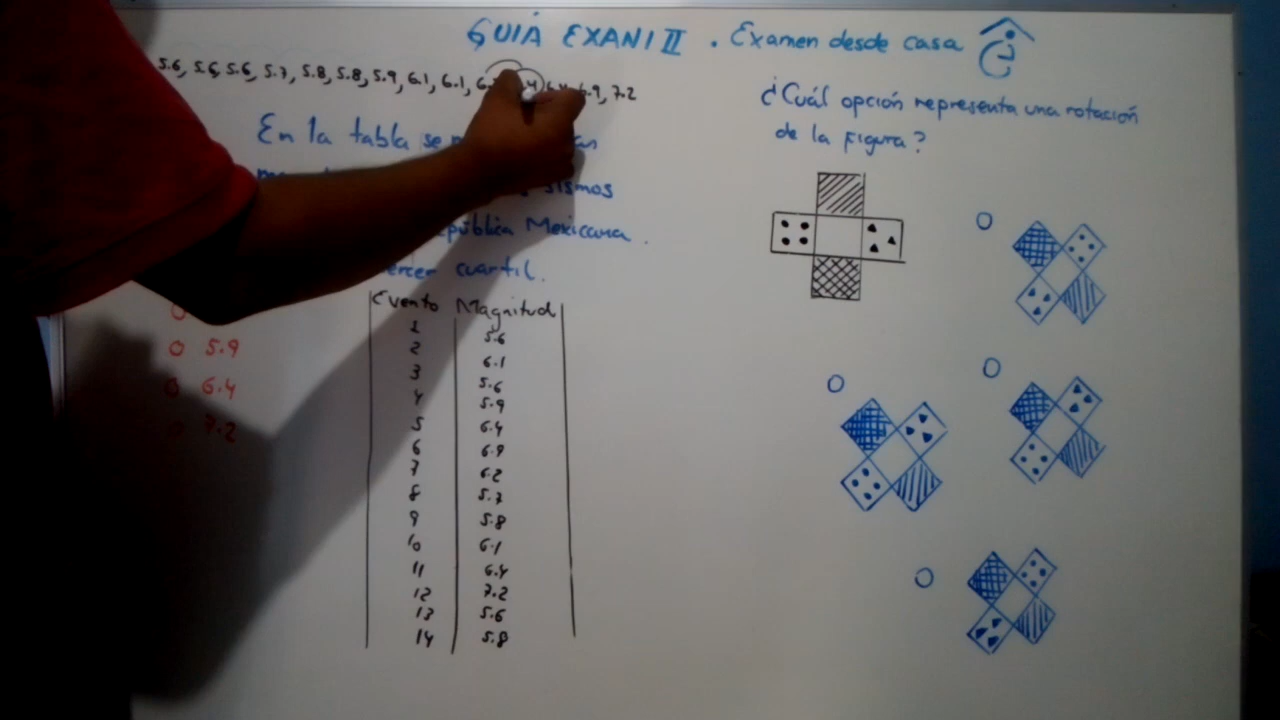 GUIA EXANI II . Examen desde casa
5.6, 5.6, 5.6, 5.7, 5.8, 5.8, 5.9, 6.1, 6.1, 6.9, 7.2
En la tabla se
sismos
Mexicana.
cuartil.
Evento Magnitud
1 5.6
2 6.1
3 5.6
4 5.9
5 6.4
6 6.9
7 6.2
8 5.7
9 5.8
10 6.1
11 6.4
12 7.2
13 5.6
14 5.8
5.9
6.4
7.2
¿Cuál opción representa una rotación
de la figura?